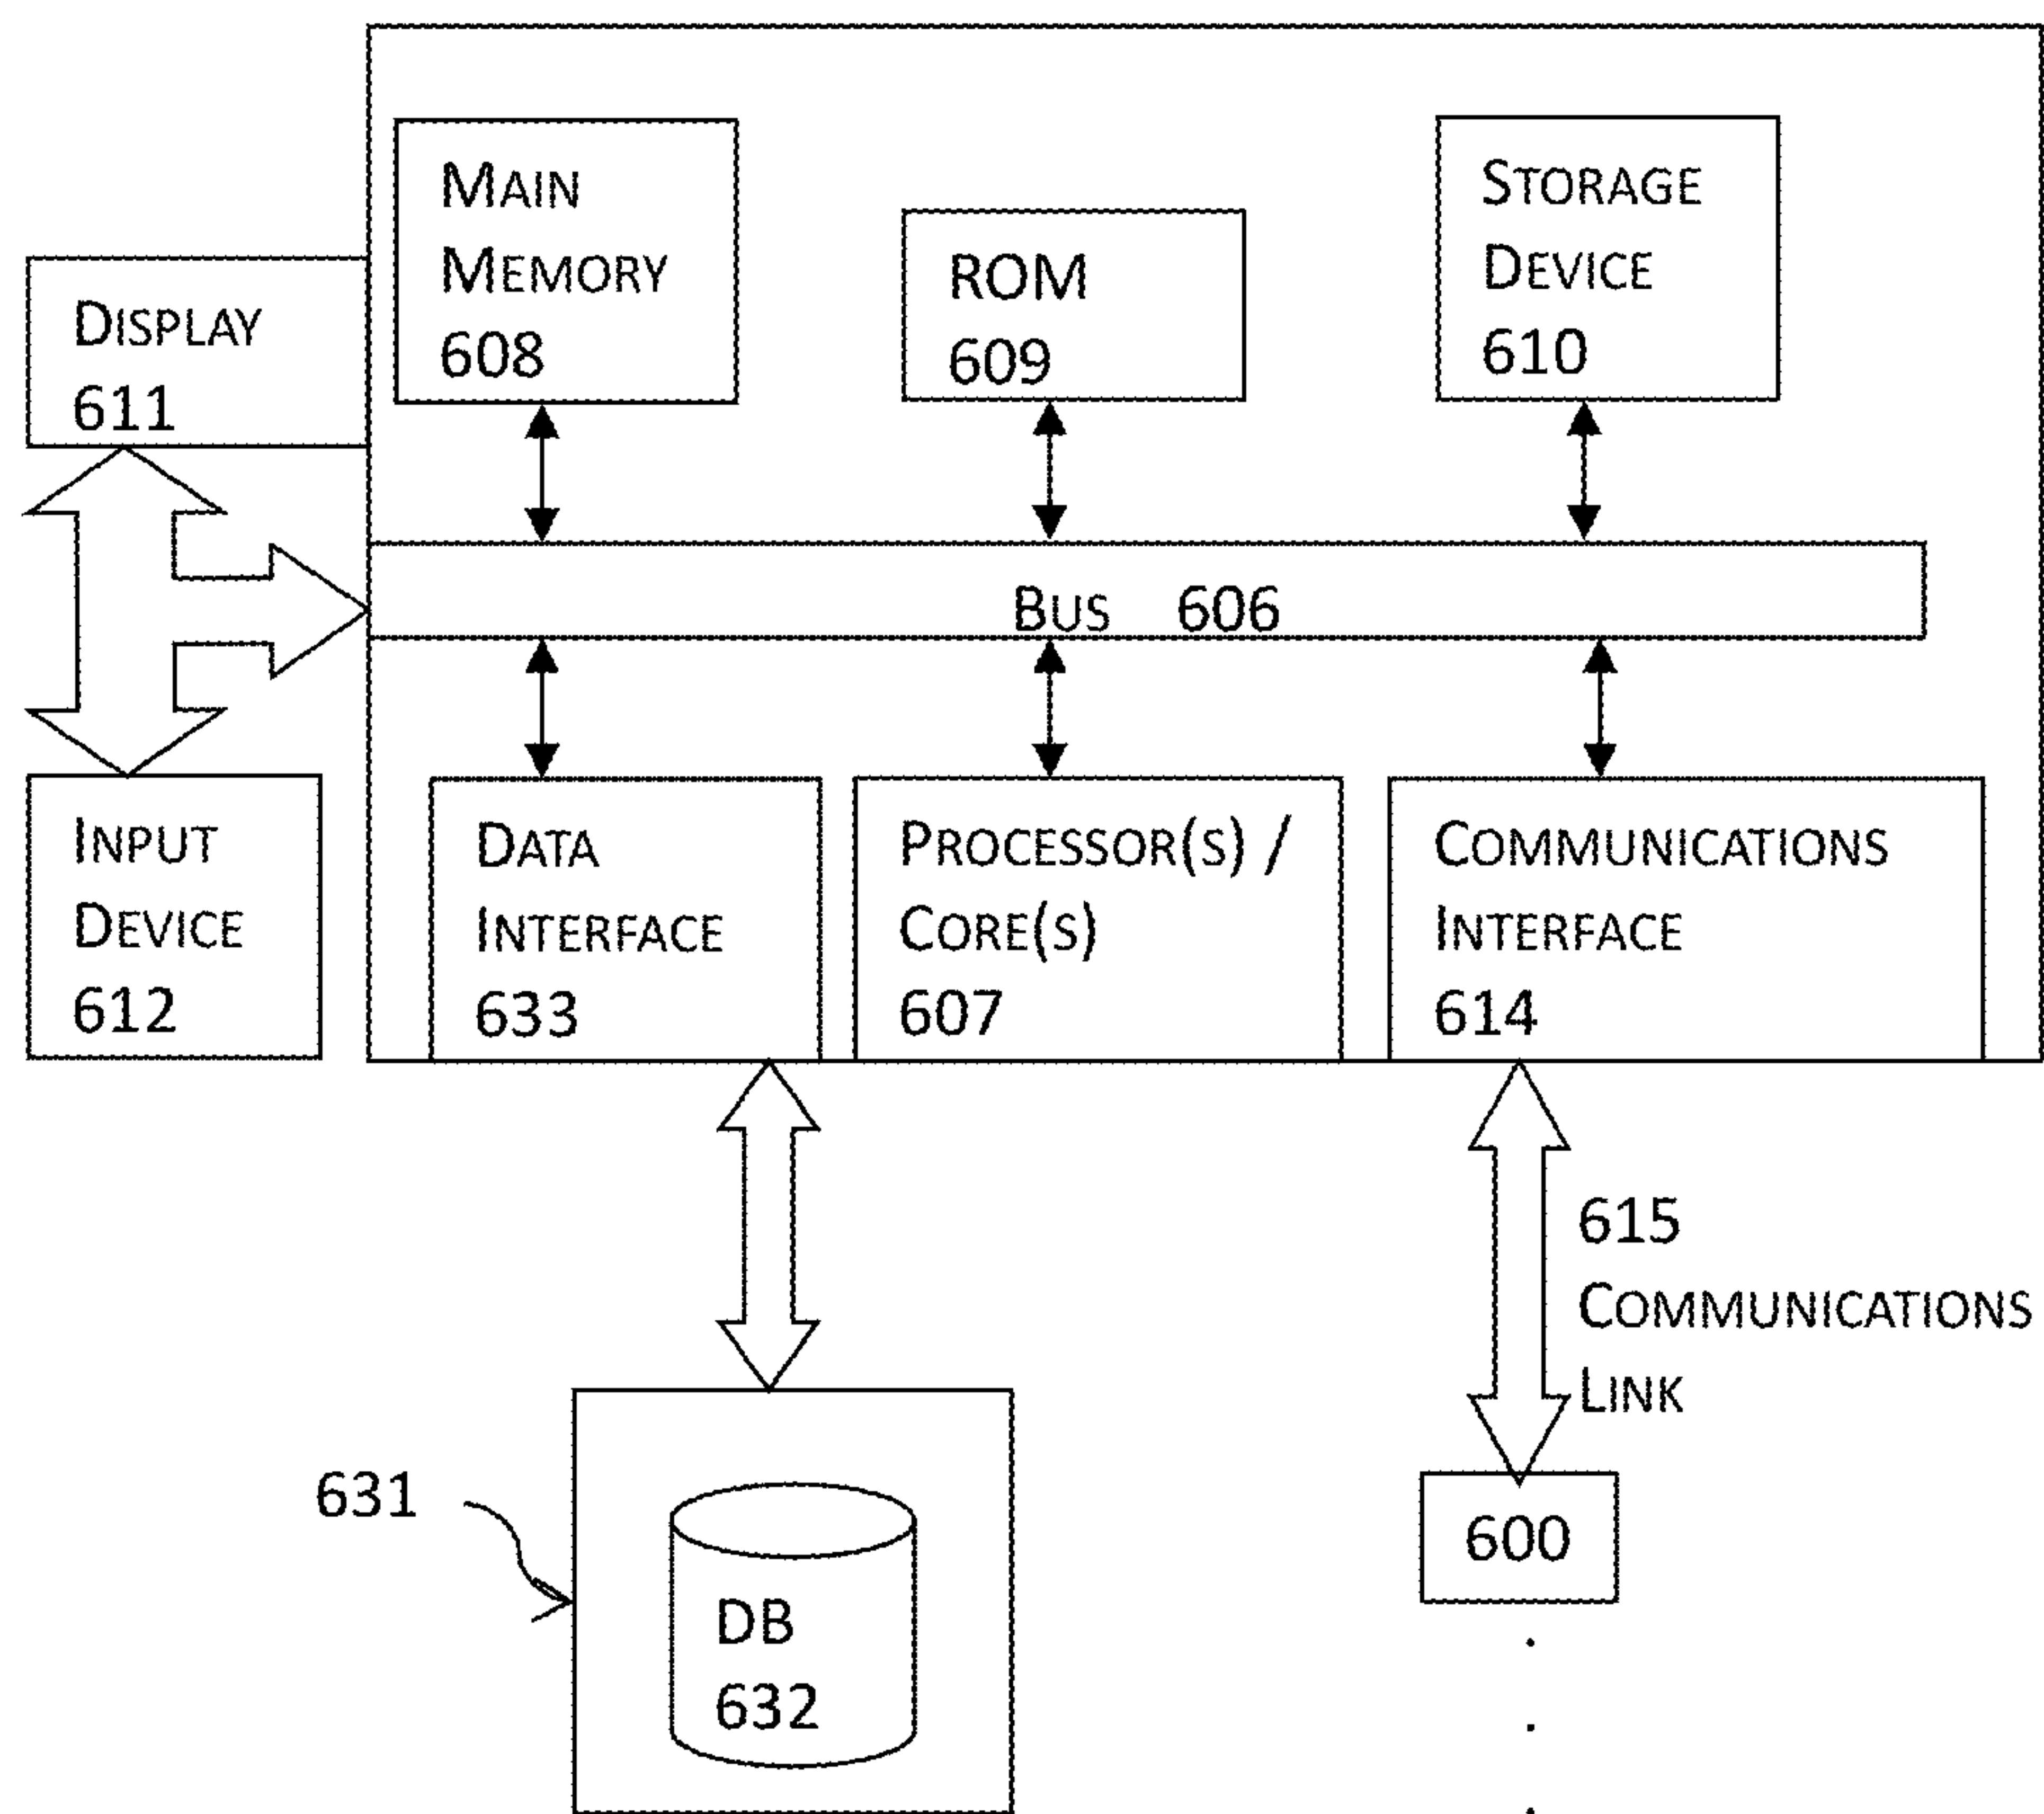 MAIN
MEMORY
608
ROM
609
STORAGE
DEVICE
610
DISPLAY
611
BUS 606
INPUT
DEVICE
612
DATA
INTERFACE
633
PROCESSOR(S) /
CORE(S)
607
COMMUNICATIONS
INTERFACE
614
615
COMMUNICATIONS
LINK
631
DB
632
600